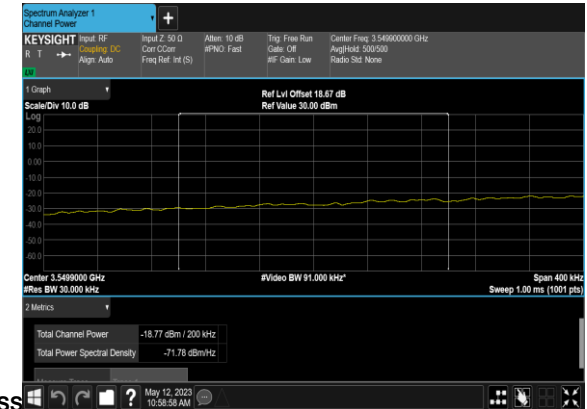 Spectrum Analyzer 1
Channel Power
KEYSIGHT Input: RF Input Z: 50 Ω Atten: 10 dB Trig: Free Run Center Freq: 3.549900000 GHz
R T Coupling: DC Corr CCorr #PNO: Fast Gate: Off Avg|Hold: 500/500
Align: Auto Freq Ref: Int (S) #IF Gain: Low Radio Std: None
LU
1 Graph
Ref Lvl Offset 18.67 dB
Scale/Div 10.0 dB Ref Value 30.00 dBm
Log
20.0
10.0
0.00
-10.0
-20.0
-30.0
-40.0
-50.0
-60.0
Center 3.5499000 GHz #Video BW 91.000 kHz* Span 400 kHz
#Res BW 30.000 kHz Sweep 1.00 ms (1001 pts)
2 Metrics
Total Channel Power -18.77 dBm / 200 kHz
Total Power Spectral Density -71.78 dBm/Hz
ss
? May 12, 2023
10:58:58 AM